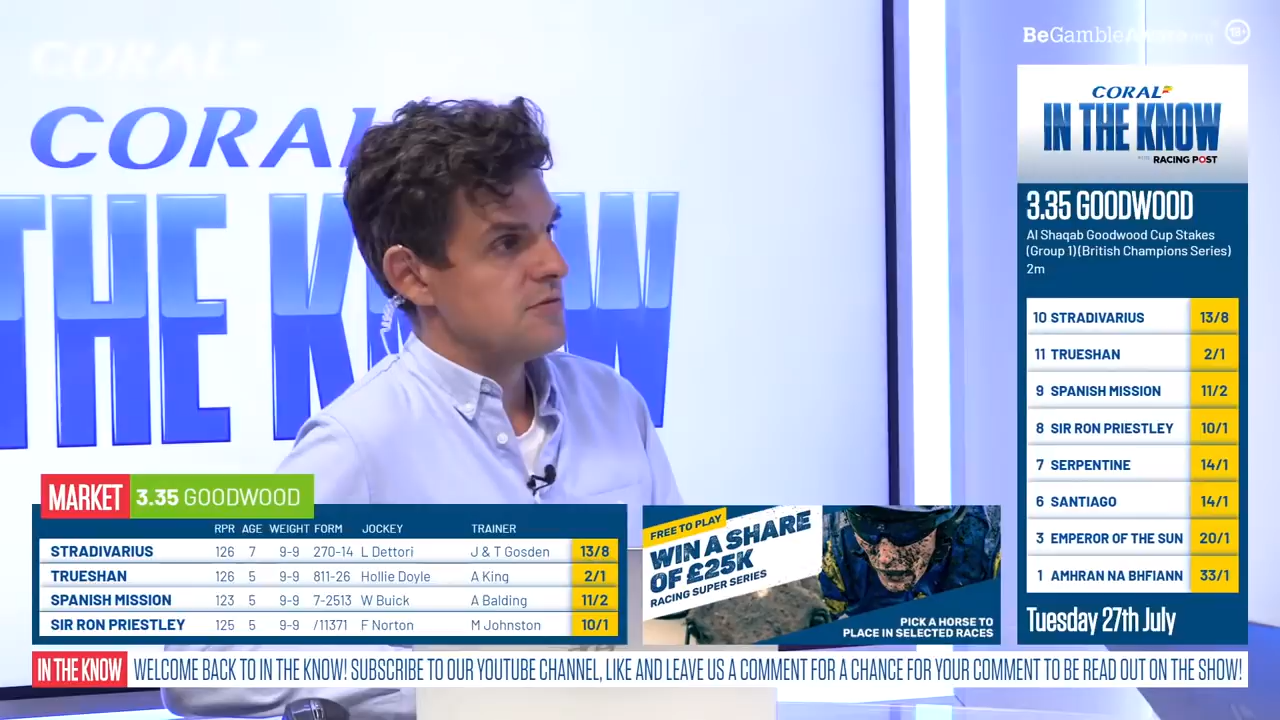 CORAL
CORAL
THE KNOW
BeGambleAware.org 18+
CORAL
IN THE KNOW
WITH RACING POST
3.35 GOODWOOD
Al Shaqab Goodwood Cup Stakes
(Group 1)(British Champions Series)
2m
10 STRADIVARIUS 13/8
11 TRUESHAN 2/1
9 SPANISH MISSION 11/2
8 SIR RON PRIESTLEY 10/1
7 SERPENTINE 14/1
6 SANTIAGO 14/1
3 EMPEROR OF THE SUN 20/1
1 AMHRAN NA BHFIANN 33/1
Tuesday 27th July
MARKET 3.35 GOODWOOD
RPR AGE WEIGHT FORM JOCKEY TRAINER
STRADIVARIUS 126 7 9-9 270-14 L Dettori J & T Gosden 13/8
TRUESHAN 126 5 9-9 811-26 Hollie Doyle A King 2/1
SPANISH MISSION 123 5 9-9 7-2513 W Buick A Balding 11/2
SIR RON PRIESTLEY 125 5 9-9 /11371 F Norton M Johnston 10/1
FREE TO PLAY
WIN A SHARE
OF £25K
RACING SUPER SERIES
PICK A HORSE TO
PLACE IN SELECTED RACES
IN THE KNOW WELCOME BACK TO IN THE KNOW! SUBSCRIBE TO OUR YOUTUBE CHANNEL, LIKE AND LEAVE US A COMMENT FOR A CHANCE FOR YOUR COMMENT TO BE READ OUT ON THE SHOW!